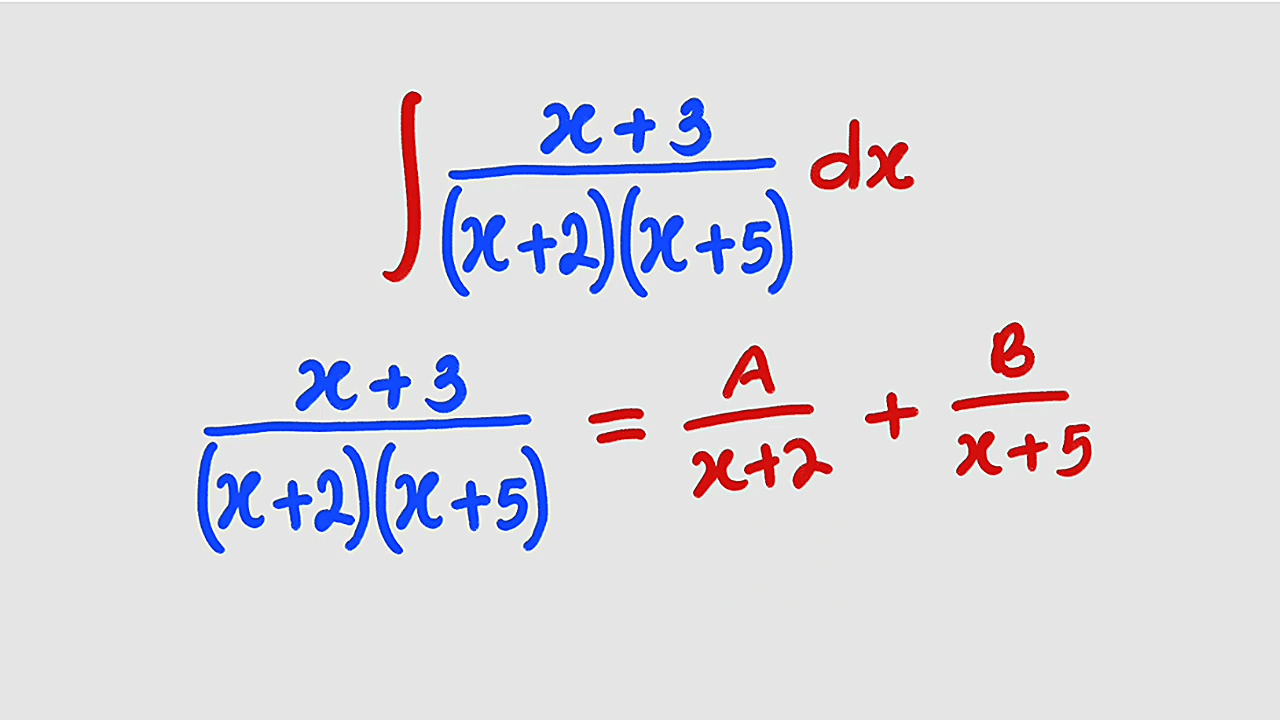 ∫ x+3/(x+2)(x+5) dx
x+3/(x+2)(x+5) = A/x+2 + B/x+5